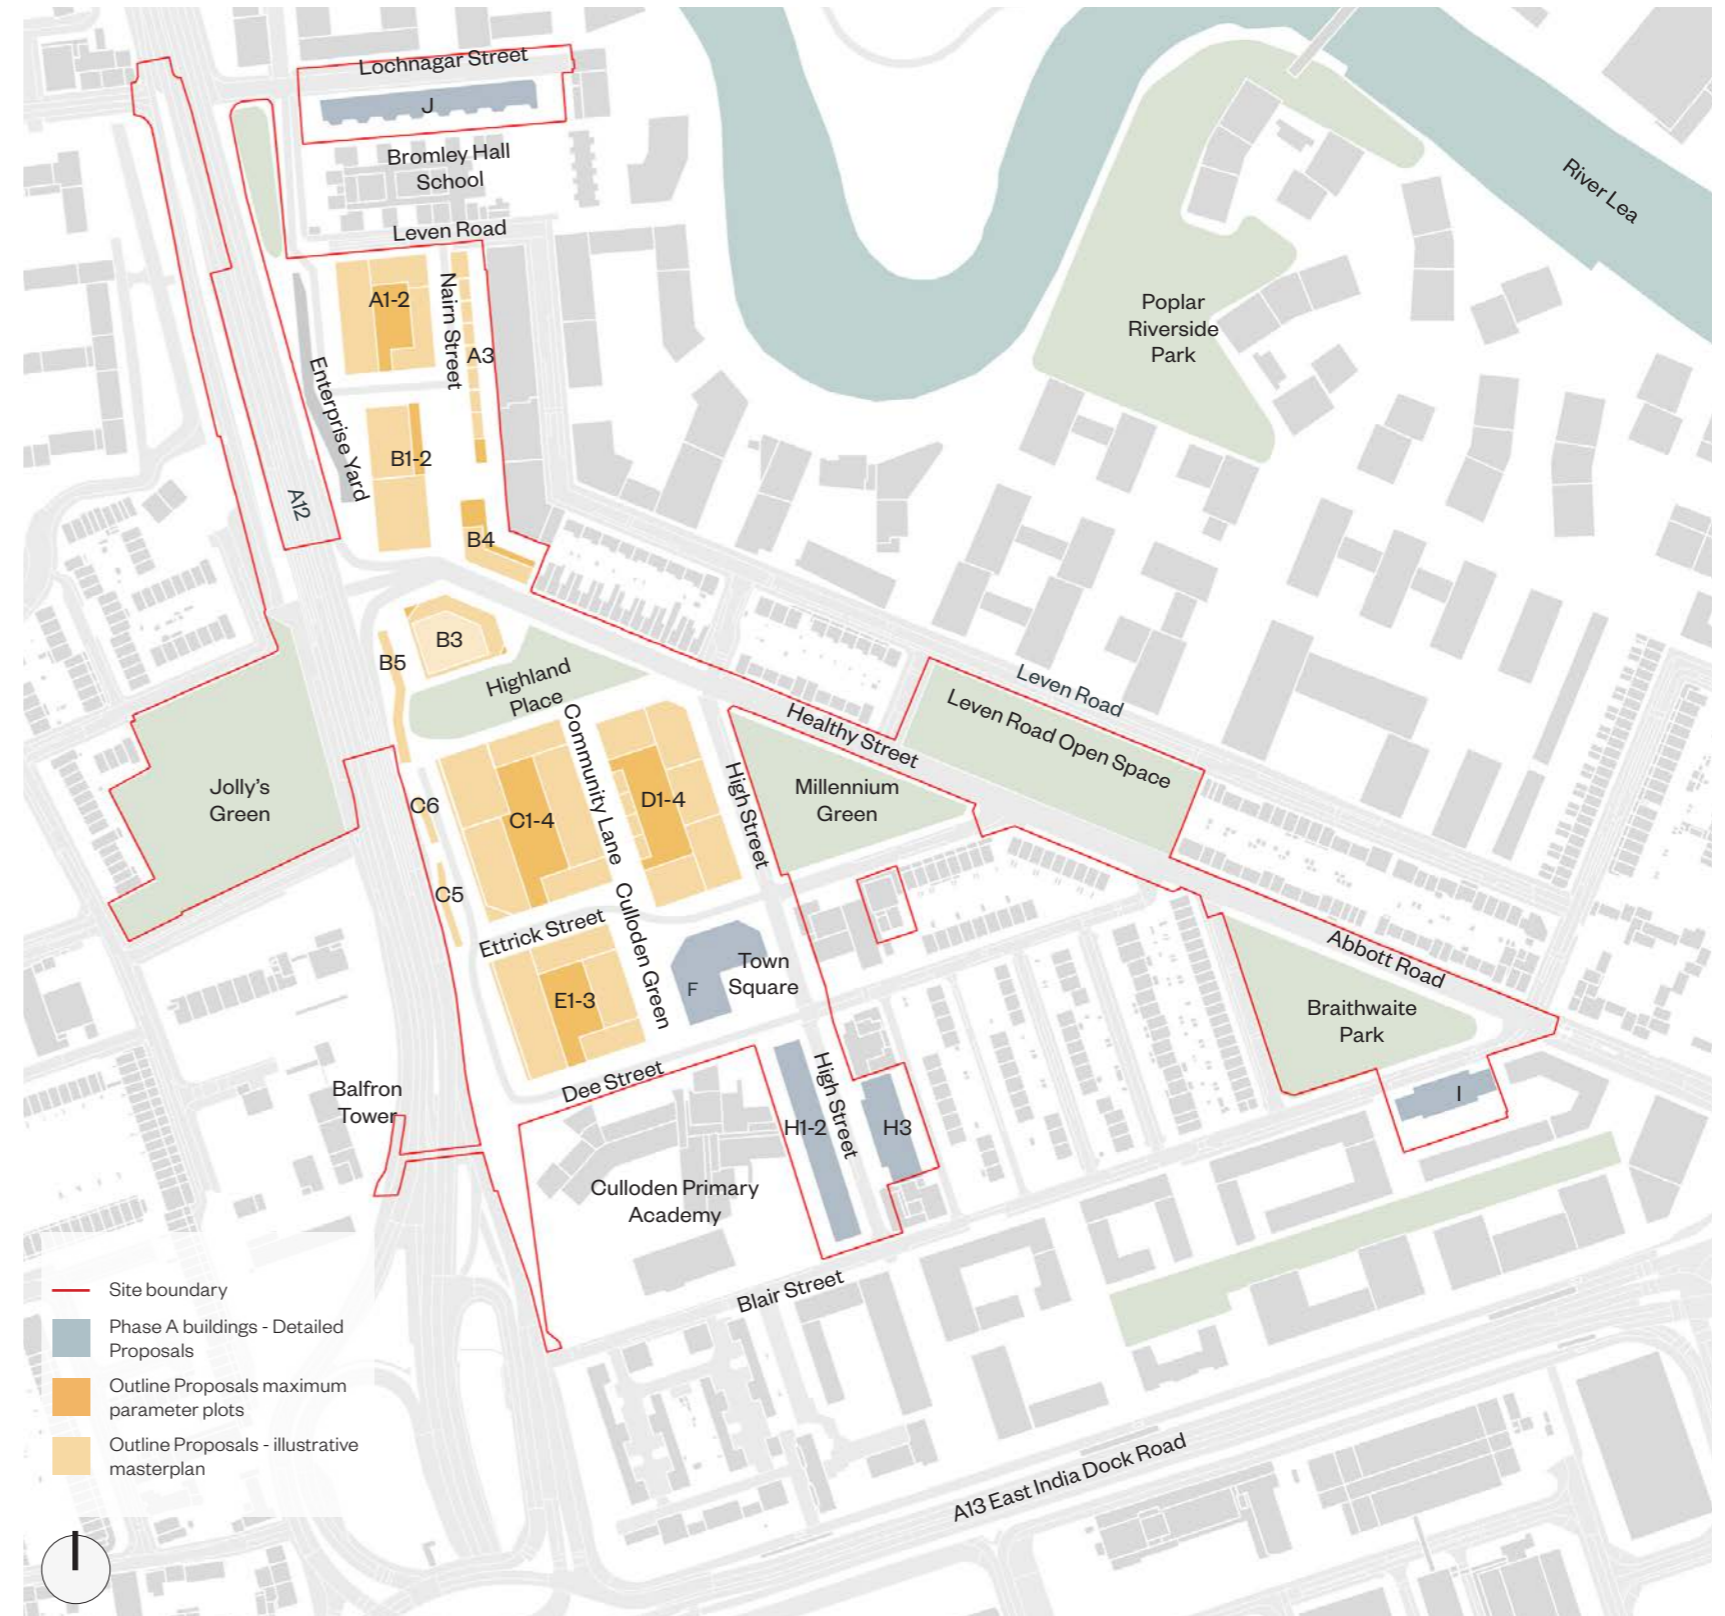 Lochnagar Street
J
Bromley Hall
School
Leven Road
River Lea
A1-2
Nairn Street
A3
Poplar
Riverside
Park
Enterprise Yard
B1-2
A12
B4
B3
B5
Highland
Place
Leven Road
Leven Road Open Space
Healthy Street
Community Lane
High Street
Jolly's
Green
C6
C1-4
D1-4
Millennium
Green
C5
Culloden Green
Ettrick Street
Abbott Road
Town
Square
F
E1-3
Braithwaite
Park
Dee Street
Balfron
Tower
High Street
H1-2
H3
I
Culloden Primary
Academy
Blair Street
Site boundary
Phase A buildings - Detailed
Proposals
Outline Proposals maximum
parameter plots
Outline Proposals - illustrative
masterplan
A13 East India Dock Road